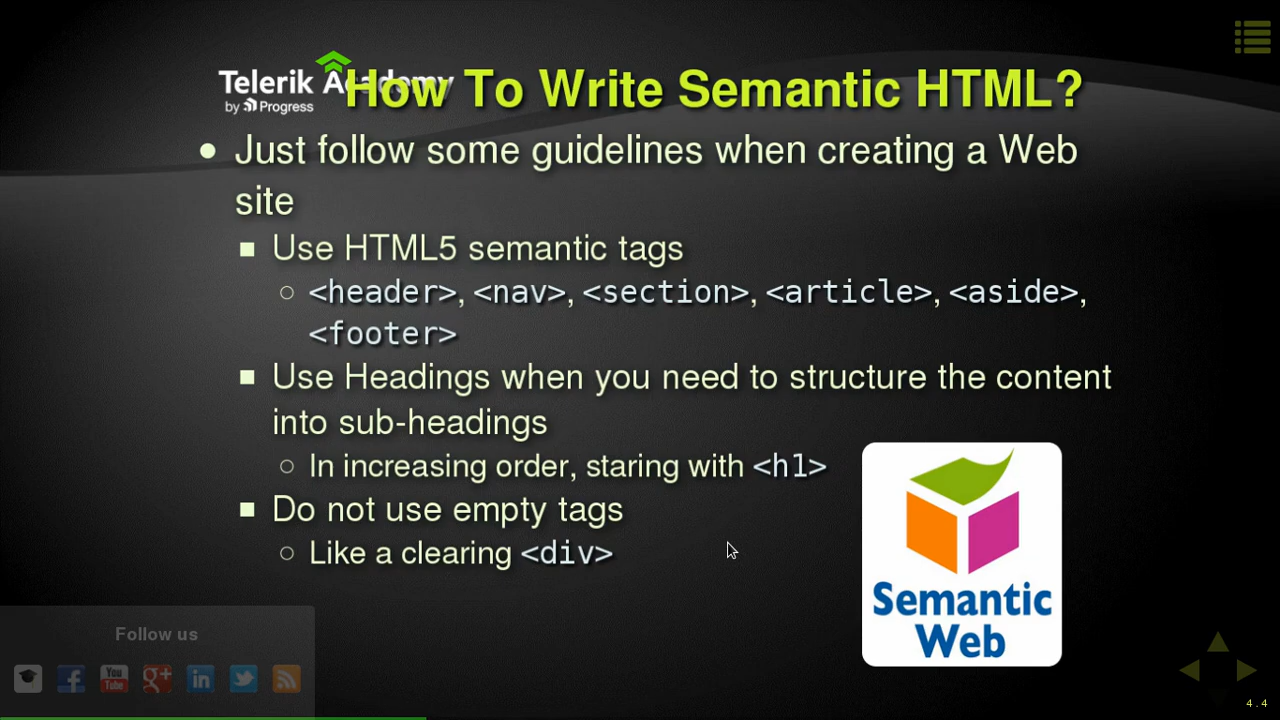 Telerik Academy
by Progress
How To Write Semantic HTML?
Just follow some guidelines when creating a Web
site
Use HTML5 semantic tags
<header>, <nav>, <section>, <article>, <aside>,
<footer>
Use Headings when you need to structure the content
into sub-headings
In increasing order, staring with <h1>
Do not use empty tags
Like a clearing <div>
Semantic
Web
Follow us
You
Tube
4.4